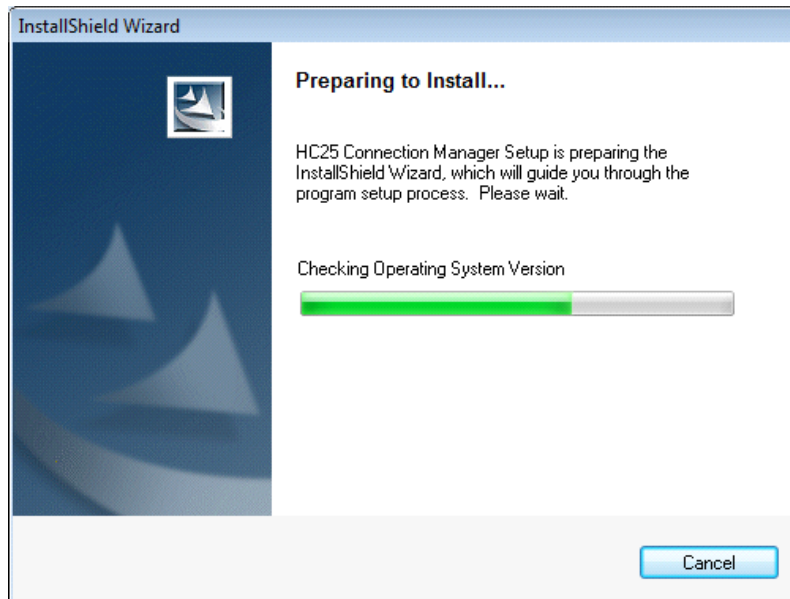 InstallShield Wizard
Preparing to Install...
HC25 Connection Manager Setup is preparing the
InstallShield Wizard, which will guide you through the
program setup process.  Please wait.
Checking Operating System Version
Cancel